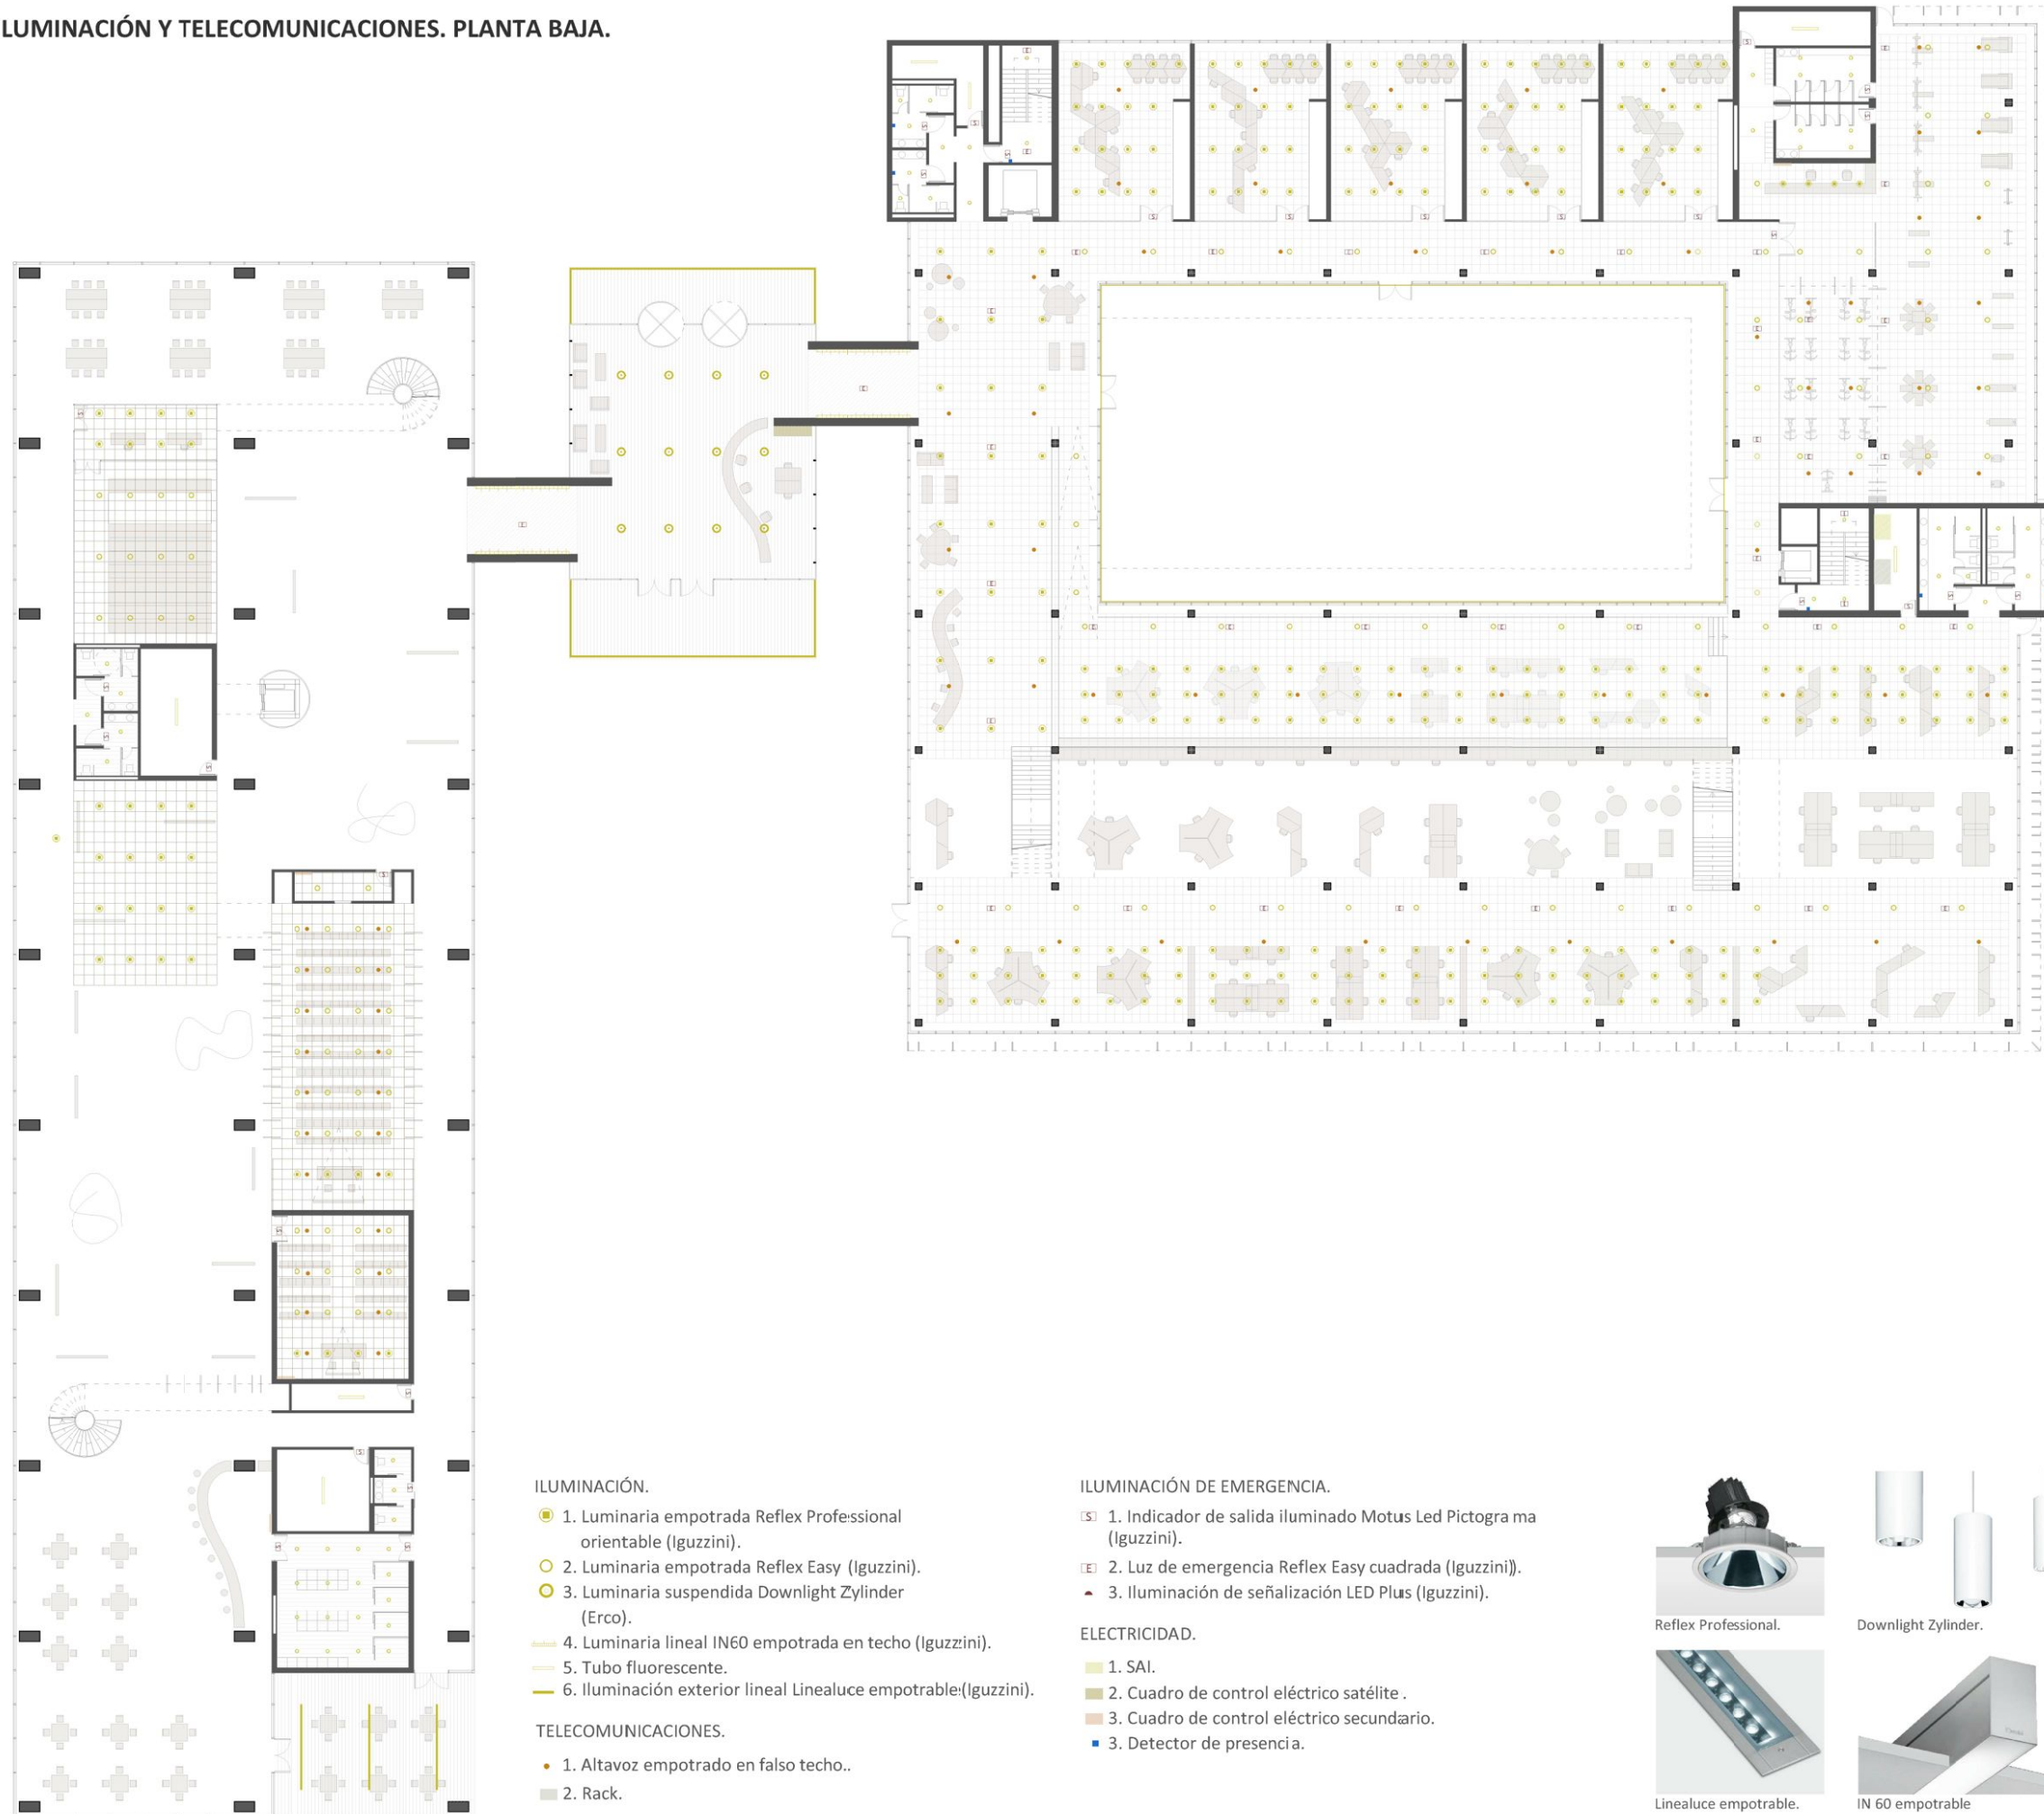 LUMINACIÓN Y TELECOMUNICACIONES. PLANTA BAJA.
ILUMINACIÓN.
1. Luminaria empotrada Reflex Professional
orientable (Iguzzini).
2. Luminaria empotrada Reflex Easy (Iguzzini).
3. Luminaria suspendida Downlight Zylinder
(Erco).
4. Luminaria lineal IN60 empotrada en techo (Iguzzini).
5. Tubo fluorescente.
6. Iluminación exterior lineal Linealuce empotrable (Iguzzini).
TELECOMUNICACIONES.
1. Altavoz empotrado en falso techo..
2. Rack.
ILUMINACIÓN DE EMERGENCIA.
S 1. Indicador de salida iluminado Motus Led Pictogra ma
(Iguzzini).
E 2. Luz de emergencia Reflex Easy cuadrada (Iguzzini)).
3. Iluminación de señalización LED Plus (Iguzzini).
ELECTRICIDAD.
1. SAI.
2. Cuadro de control eléctrico satélite .
3. Cuadro de control eléctrico secundario.
3. Detector de presencia.
Reflex Professional.
Downlight Zylinder.
Linealuce empotrable.
IN 60 empotrable